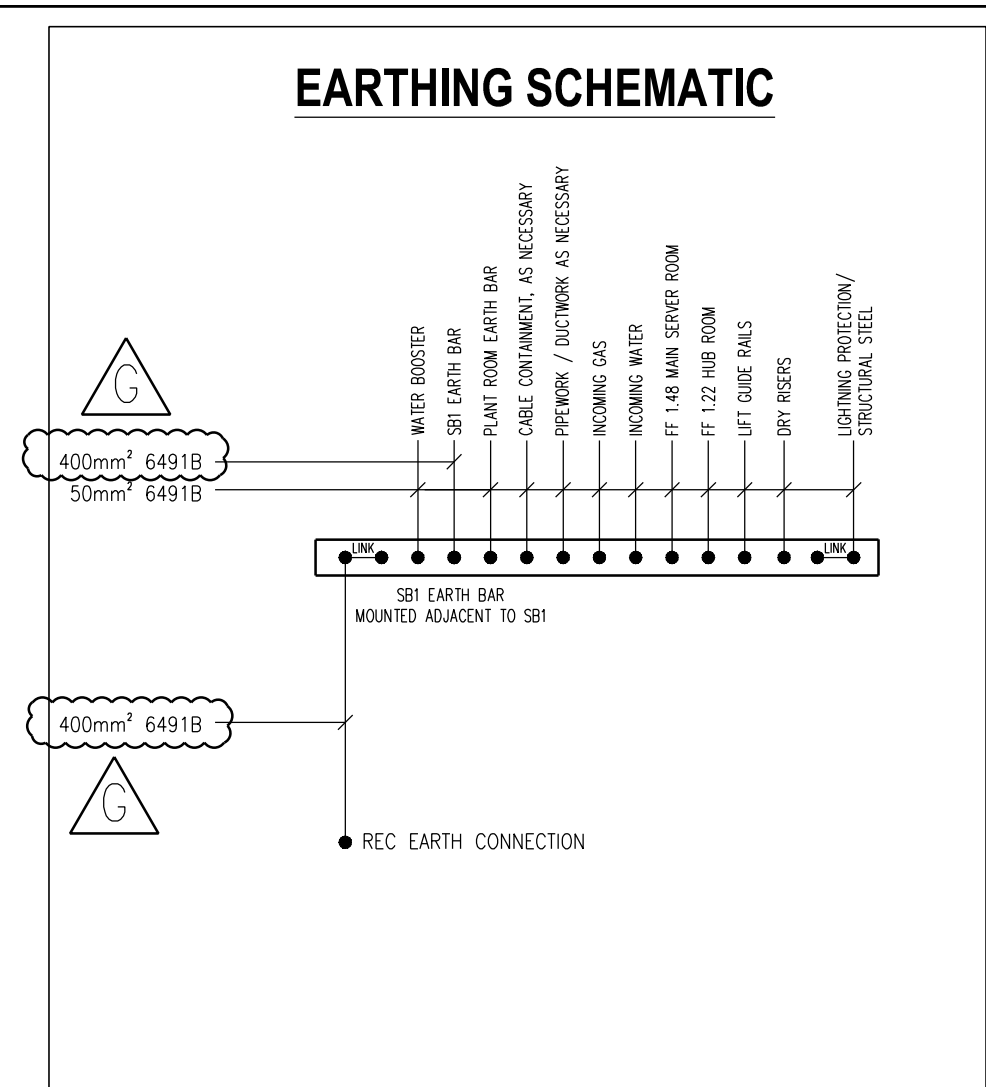 EARTHING SCHEMATIC
WATER BOOSTER
SB1 EARTH BAR
PLANT ROOM EARTH BAR
CABLE CONTAINMENT, AS NECESSARY
PIPEWORK / DUCTWORK AS NECESSARY
INCOMING GAS
INCOMING WATER
FF 1.48 MAIN SERVER ROOM
FF 1.22 HUB ROOM
LIFT GUIDE RAILS
DRY RISERS
LIGHTNING PROTECTION/
STRUCTURAL STEEL
G
400mm² 6491B
50mm² 6491B
LINK
LINK
SB1 EARTH BAR
MOUNTED ADJACENT TO SB1
400mm² 6491B
G
REC EARTH CONNECTION